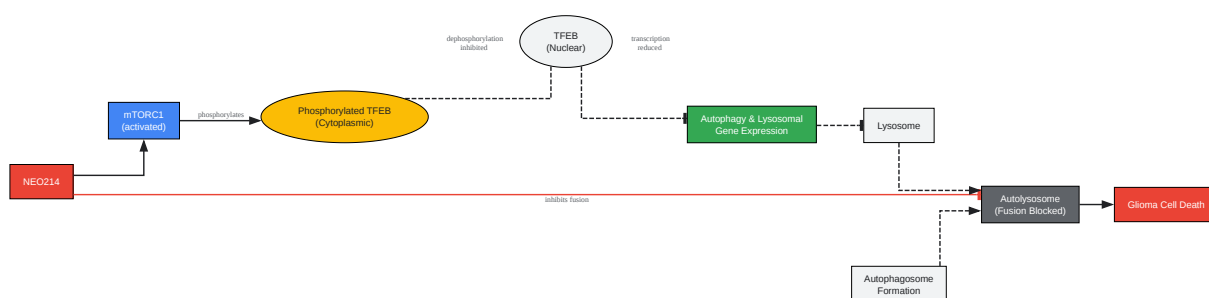 dephosphorylation
inhibited
TFEB
(Nuclear)
transcription
reduced
mTORC1
(activated)
phosphorylates
Phosphorylated TFEB
(Cytoplasmic)
Autophagy & Lysosomal
Gene Expression
Lysosome
NEO214
inhibits fusion
Autolysosome
(Fusion Blocked)
Glioma Cell Death
Autophagosome
Formation